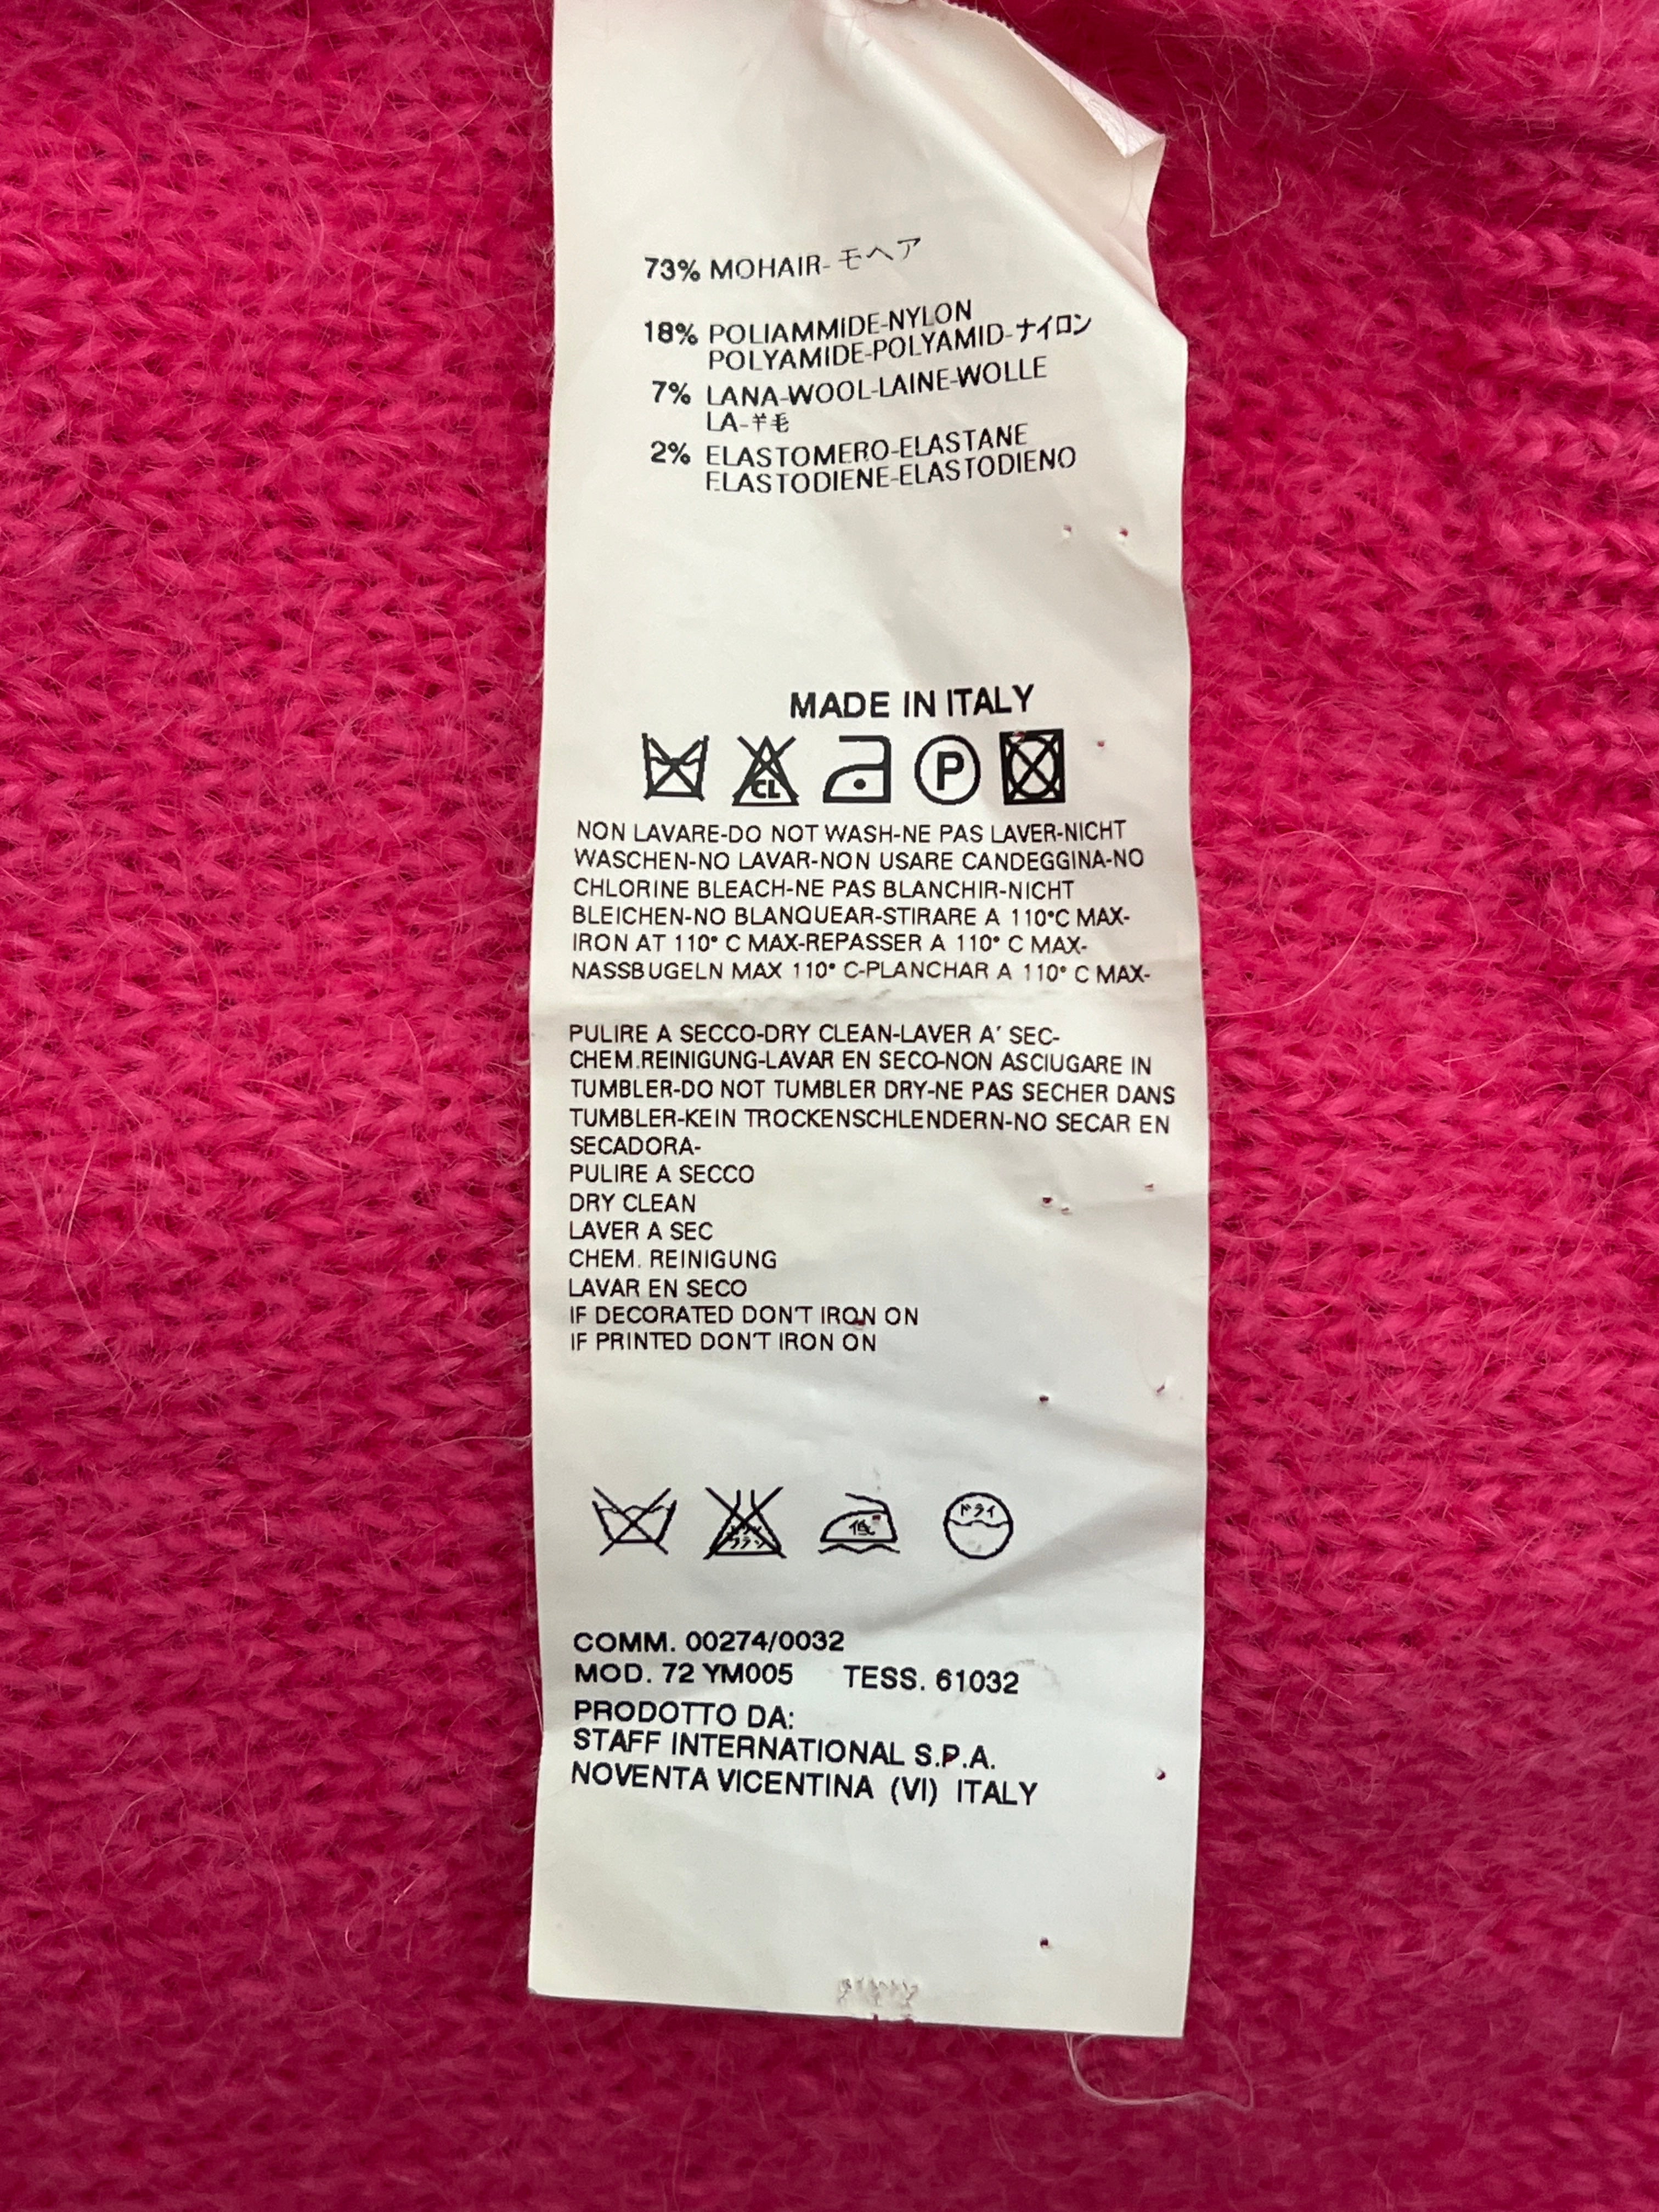 73% MOHAIR-モヘア
18% POLIAMMIDE-NYLON
POLYAMIDE-POLYAMID-ナイロン
7% LANA-WOOL-LAINE-WOLLE
LA-羊毛
2% ELASTOMERO-ELASTANE
ELASTODIENE-ELASTODIENO
MADE IN ITALY
CL P
NON LAVARE-DO NOT WASH-NE PAS LAVER-NICHT
WASCHEN-NO LAVAR-NON USARE CANDEGGINA-NO
CHLORINE BLEACH-NE PAS BLANCHIR-NICHT
BLEICHEN-NO BLANQUEAR-STIRARE A 110°C MAX-
IRON AT 110° C MAX-REPASSER A 110° C MAX-
NASSBUGELN MAX 110° C-PLANCHAR A 110° C MAX-
PULIRE A SECCO-DRY CLEAN-LAVER A' SEC-
CHEM.REINIGUNG-LAVAR EN SECO-NON ASCIUGARE IN
TUMBLER-DO NOT TUMBLER DRY-NE PAS SECHER DANS
TUMBLER-KEIN TROCKENSCHLENDERN-NO SECAR EN
SECADORA-
PULIRE A SECCO
DRY CLEAN
LAVER A SEC
CHEM. REINIGUNG
LAVAR EN SECO
IF DECORATED DON'T IRON ON
IF PRINTED DON'T IRON ON
低 ドライ
COMM. 00274/0032
MOD. 72 YM005 TESS. 61032
PRODOTTO DA:
STAFF INTERNATIONAL S.P.A.
NOVENTA VICENTINA (VI) ITALY